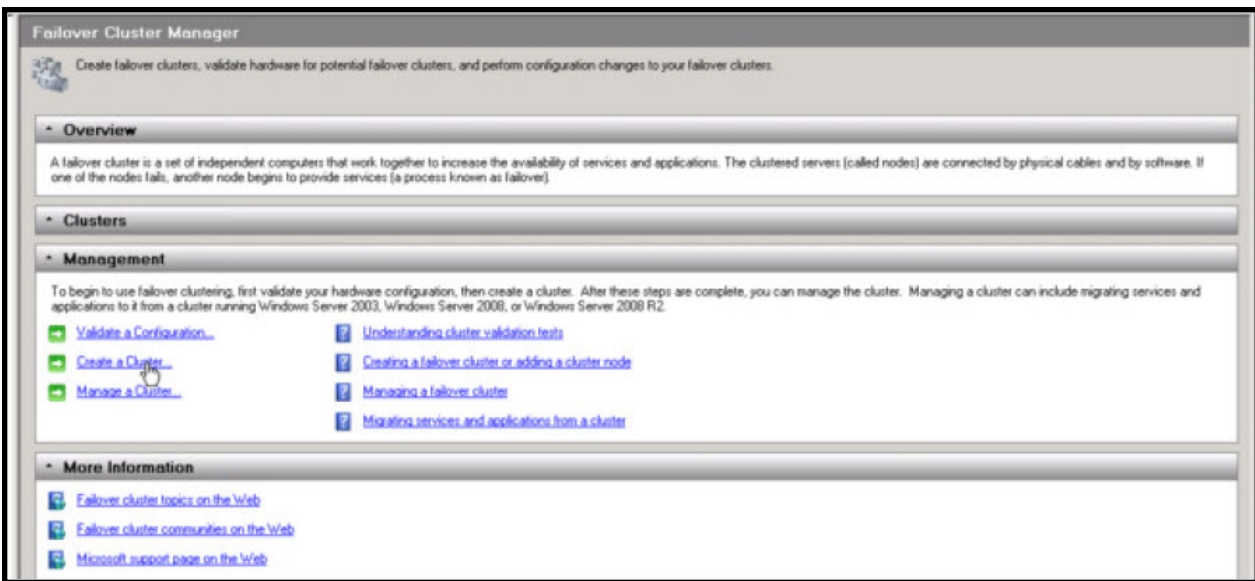 Failover Cluster Manager
Create failover clusters, validate hardware for potential failover clusters, and perform configuration changes to your failover clusters.
Overview
A failover cluster is a set of independent computers that work together to increase the availability of services and applications. The clustered servers (called nodes) are connected by physical cables and by software. If
one of the nodes fails, another node begins to provide services (a process known as failover).
Clusters
Management
To begin to use failover clustering, first validate your hardware configuration, then create a cluster. After these steps are complete, you can manage the cluster. Managing a cluster can include migrating services and
applications to it from a cluster running Windows Server 2003, Windows Server 2008, or Windows Server 2008 R2.
Validate a Configuration...
Understanding cluster validation tests
Create a Cluster...
Creating a failover cluster or adding a cluster node
Manage a Cluster...
Managing a failover cluster
Migrating services and applications from a cluster
More Information
Failover cluster topics on the Web
Failover cluster communities on the Web
Microsoft support page on the Web